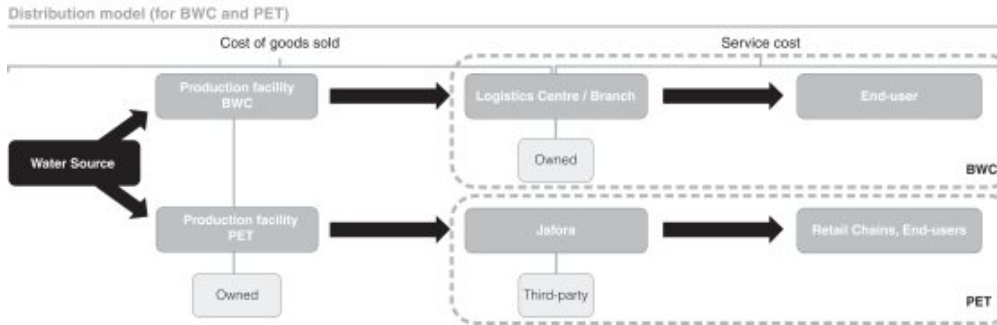 Distribution model (for BWC and PET)
Cost of goods sold
Service cost
Production facility
BWC
Logistics Centre / Branch
End-user
Water Source
Owned
BWC
Production facility
PET
Jafora
Retail Chains, End-users
Owned
Third-party
PET